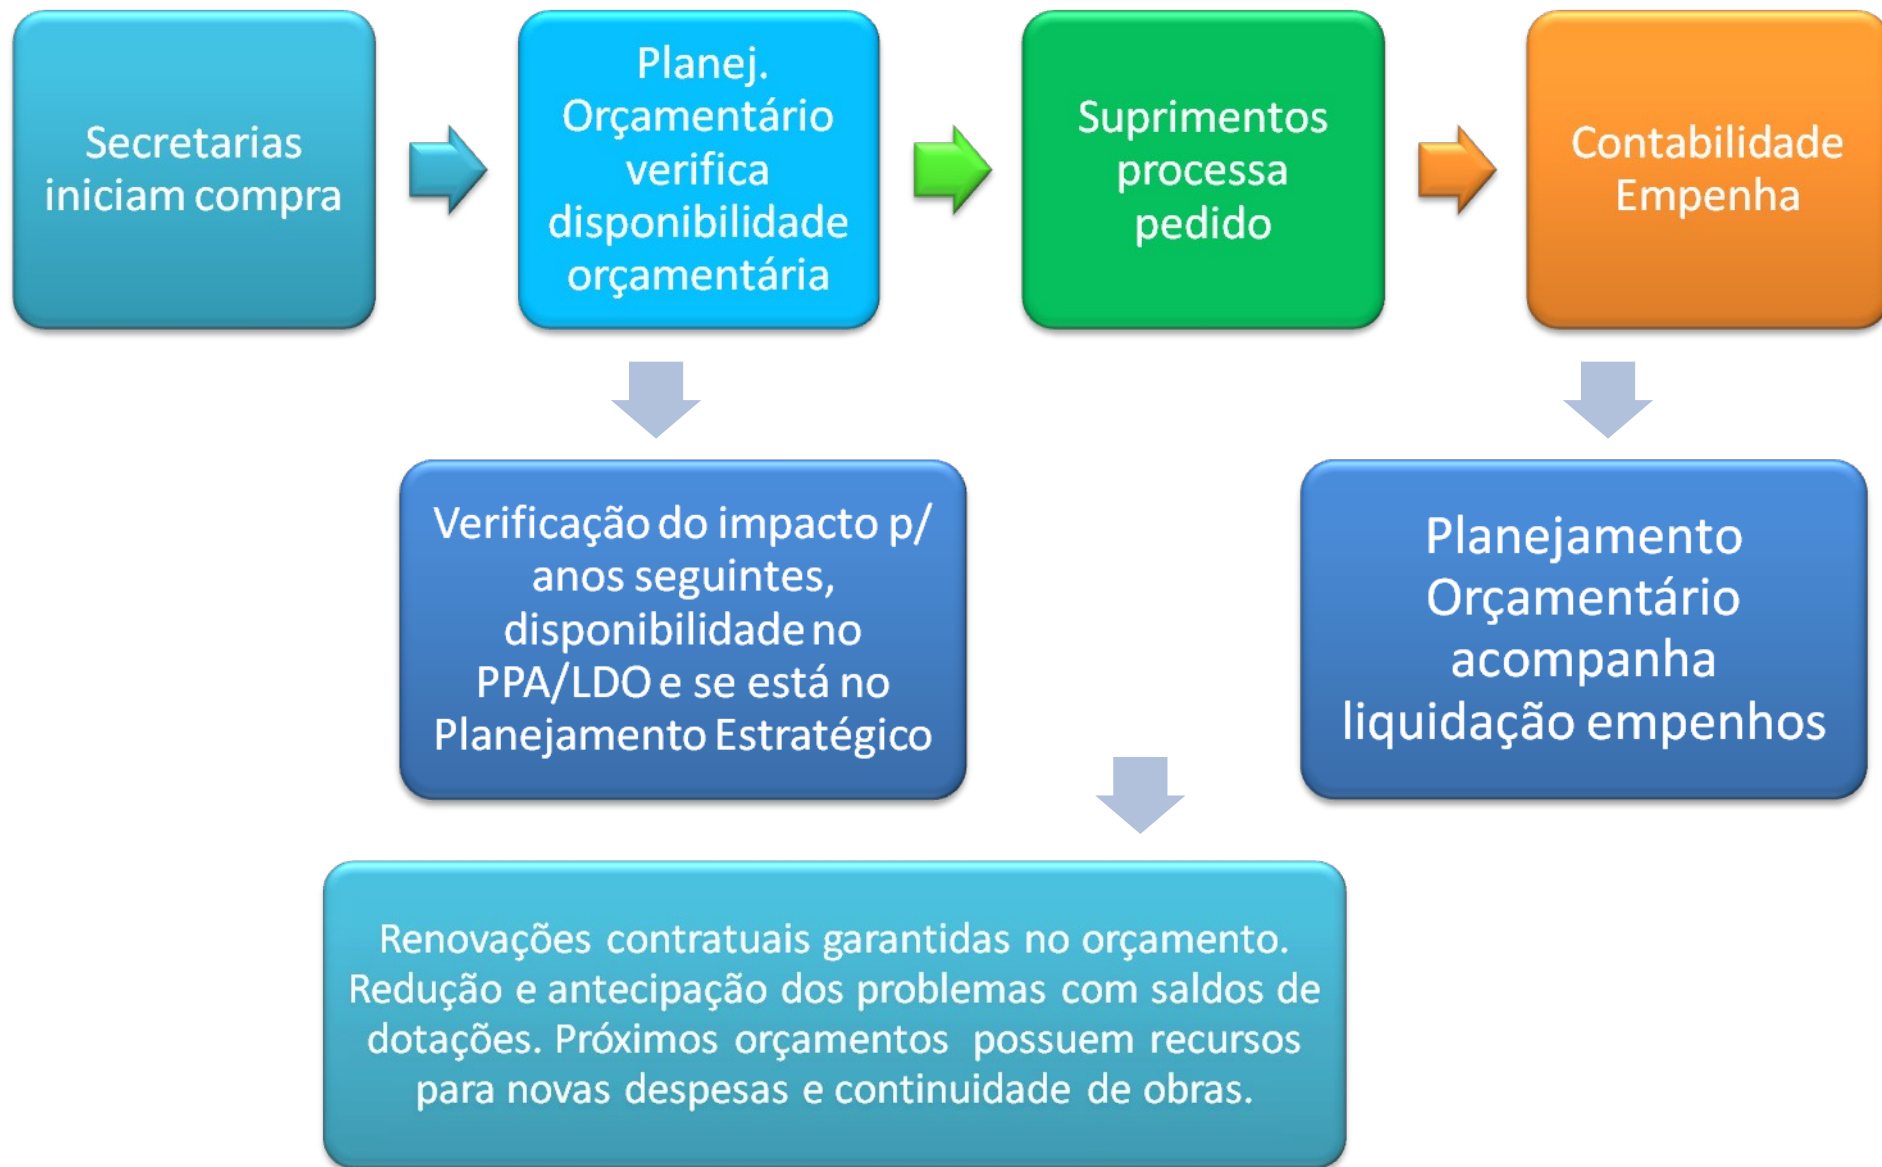 Secretarias
iniciam compra
Planej.
Orçamentário
verifica
disponibilidade
orçamentária
Suprimentos
processa
pedido
Contabilidade
Empenha
Verificação do impacto p/
anos seguintes,
disponibilidade no
PPA/LDO e se está no
Planejamento Estratégico
Planejamento
Orçamentário
acompanha
liquidação empenhos
Renovações contratuais garantidas no orçamento.
Redução e antecipação dos problemas com saldos de
dotações. Próximos orçamentos possuem recursos
para novas despesas e continuidade de obras.